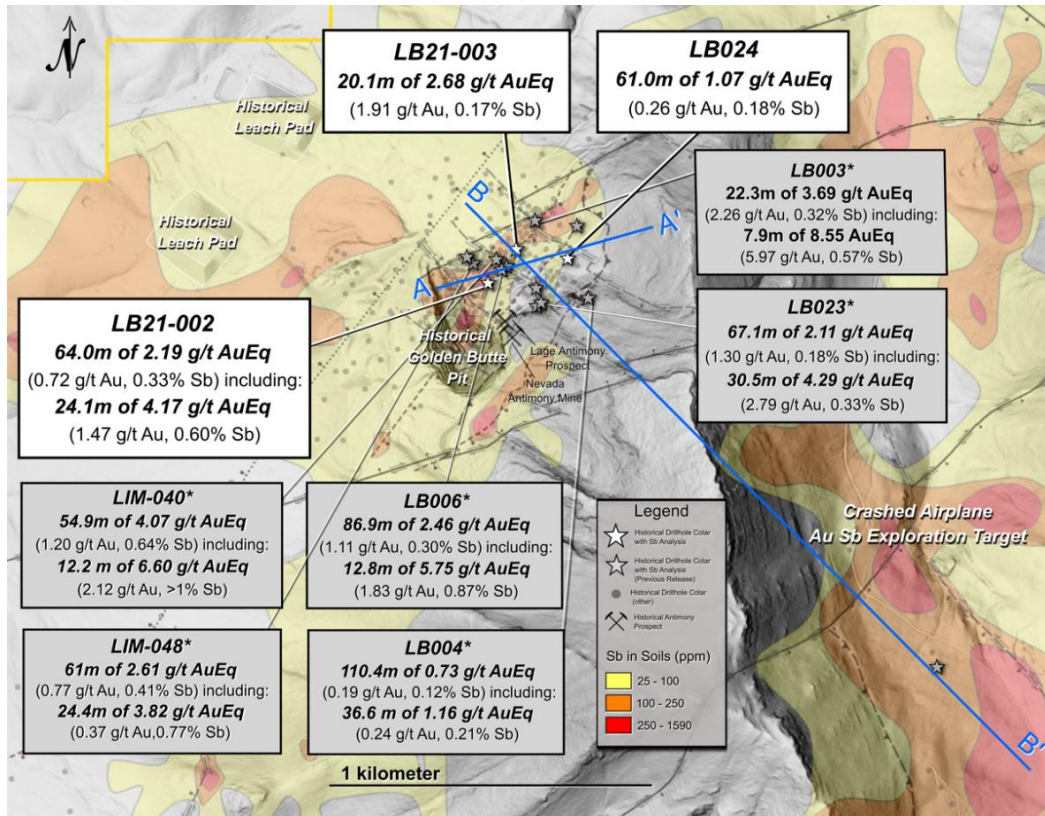 N
LB21-003
20.1m of 2.68 g/t AuEq
(1.91 g/t Au, 0.17% Sb)
LB024
61.0m of 1.07 g/t AuEq
(0.26 g/t Au, 0.18% Sb)
Historical
Leach Pad
LB003*
22.3m of 3.69 g/t AuEq
(2.26 g/t Au, 0.32% Sb) including:
7.9m of 8.55 AuEq
(5.97 g/t Au, 0.57% Sb)
Historical
Leach Pad
B
A'
A
LB023*
67.1m of 2.11 g/t AuEq
(1.30 g/t Au, 0.18% Sb) including:
30.5m of 4.29 g/t AuEq
(2.79 g/t Au, 0.33% Sb)
LB21-002
64.0m of 2.19 g/t AuEq
(0.72 g/t Au, 0.33% Sb) including:
24.1m of 4.17 g/t AuEq
(1.47 g/t Au, 0.60% Sb)
Historical
Golden Butte
Pit
Lage Antimony
Prospect
Nevada
Antimony Mine
LIM-040*
54.9m of 4.07 g/t AuEq
(1.20 g/t Au, 0.64% Sb) including:
12.2 m of 6.60 g/t AuEq
(2.12 g/t Au, >1% Sb)
LB006*
86.9m of 2.46 g/t AuEq
(1.11 g/t Au, 0.30% Sb) including:
12.8m of 5.75 g/t AuEq
(1.83 g/t Au, 0.87% Sb)
Crashed Airplane
Au Sb Exploration Target
LIM-048*
61m of 2.61 g/t AuEq
(0.77 g/t Au, 0.41% Sb) including:
24.4m of 3.82 g/t AuEq
(0.37 g/t Au,0.77% Sb)
LB004*
110.4m of 0.73 g/t AuEq
(0.19 g/t Au, 0.12% Sb) including:
36.6 m of 1.16 g/t AuEq
(0.24 g/t Au, 0.21% Sb)
Legend
Historical Drillhole Colar
with Sb Analysis
Historical Drillhole Colar
with Sb Analysis
(Previous Release)
Historical Drillhole Colar
(other)
Historical Antimony
Prospect
Sb in Soils (ppm)
25 - 100
100 - 250
250 - 1590
B'
1 kilometer